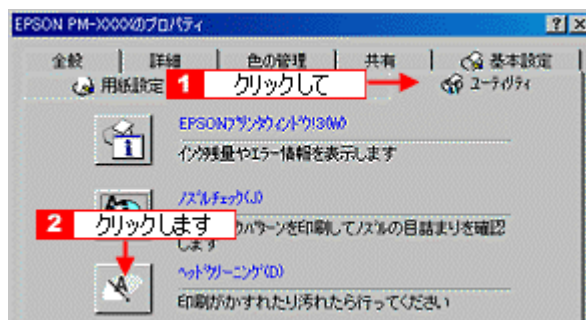 EPSON PM-XXXXのプロパティ
全般 詳細 色の管理 共有 基本設定
用紙設定 1 クリックして ユーティリティ
EPSONプリンタウィンドウ!3(W)
インク残量やエラー情報を表示します
ノズルチェック(J)
2 クリックします パターンを印刷してノズルの目詰まりを確認
します
ヘッドクリーニング(D)
印刷がかすれたり汚れたら行ってください